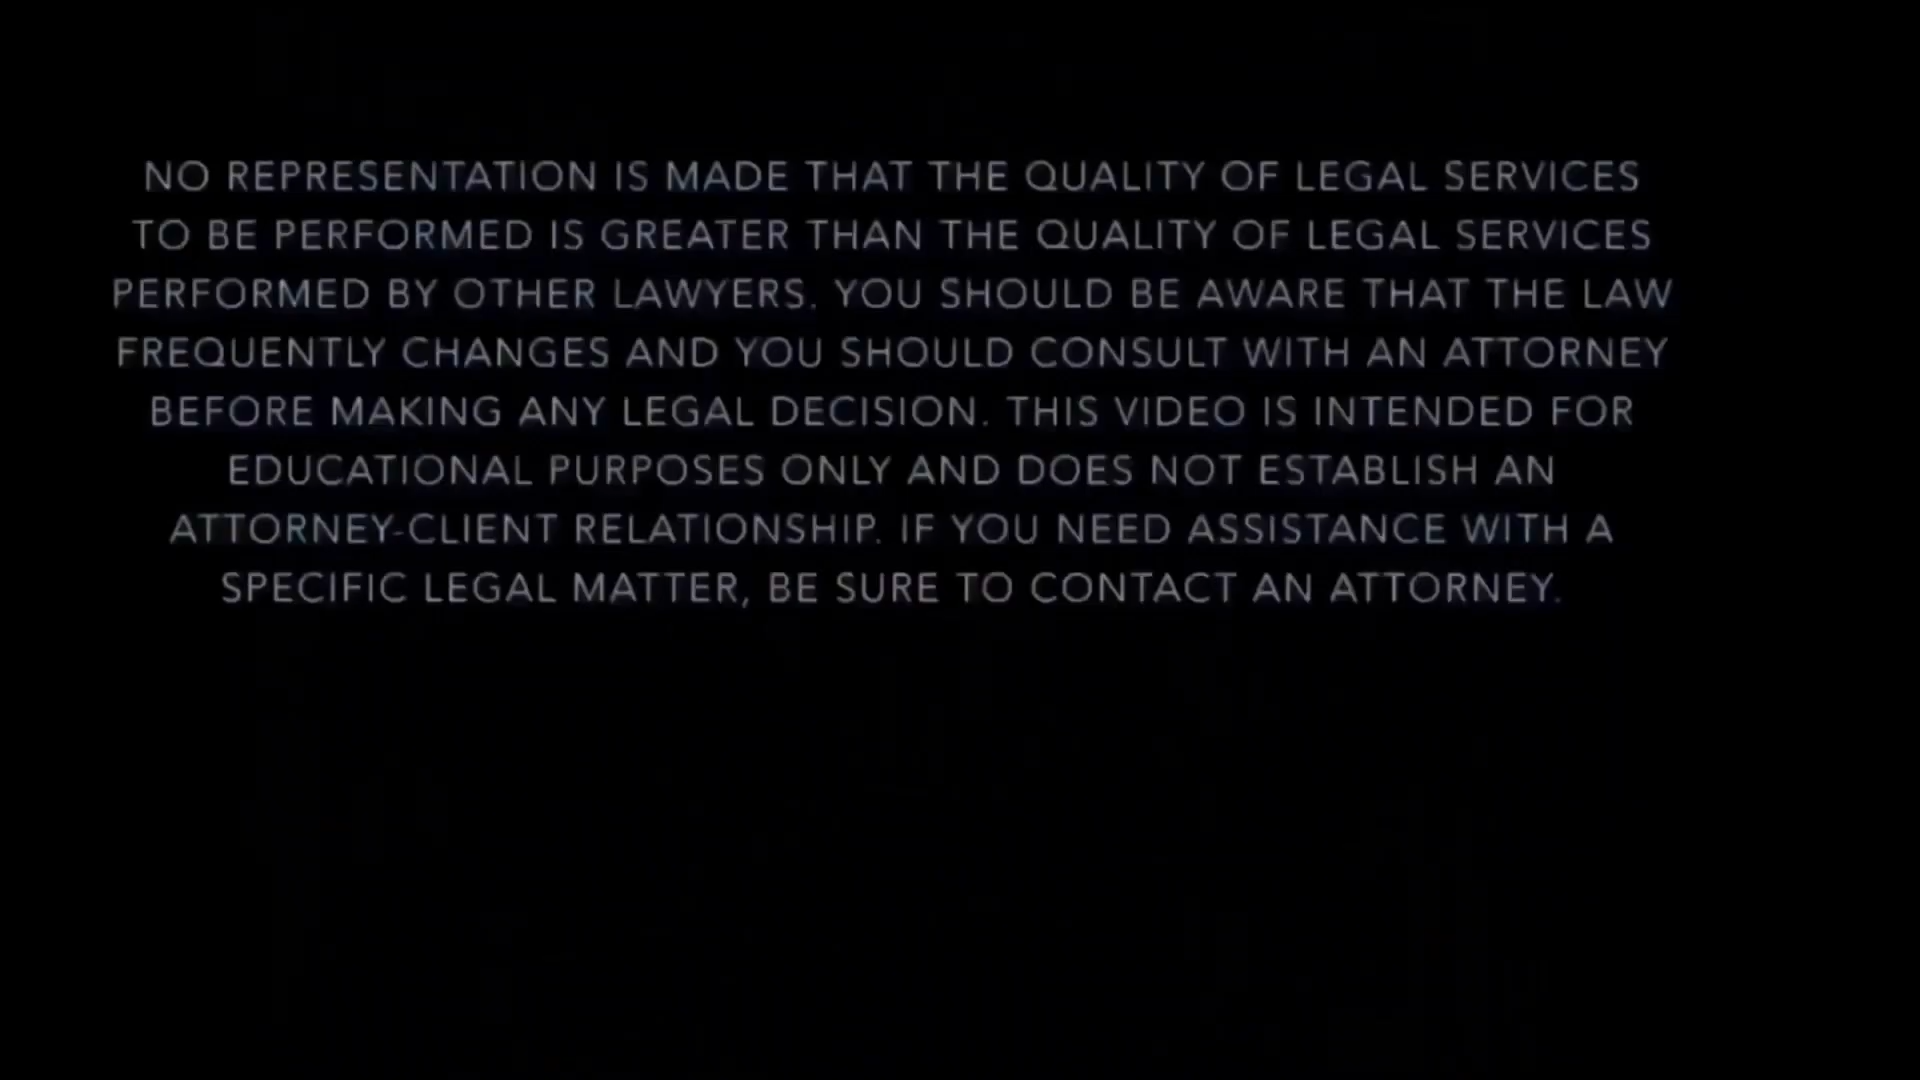 NO REPRESENTATION IS MADE THAT THE QUALITY OF LEGAL SERVICES
TO BE PERFORMED IS GREATER THAN THE QUALITY OF LEGAL SERVICES
PERFORMED BY OTHER LAWYERS. YOU SHOULD BE AWARE THAT THE LAW
FREQUENTLY CHANGES AND YOU SHOULD CONSULT WITH AN ATTORNEY
BEFORE MAKING ANY LEGAL DECISION. THIS VIDEO IS INTENDED FOR
EDUCATIONAL PURPOSES ONLY AND DOES NOT ESTABLISH AN
ATTORNEY-CLIENT RELATIONSHIP. IF YOU NEED ASSISTANCE WITH A
SPECIFIC LEGAL MATTER, BE SURE TO CONTACT AN ATTORNEY.